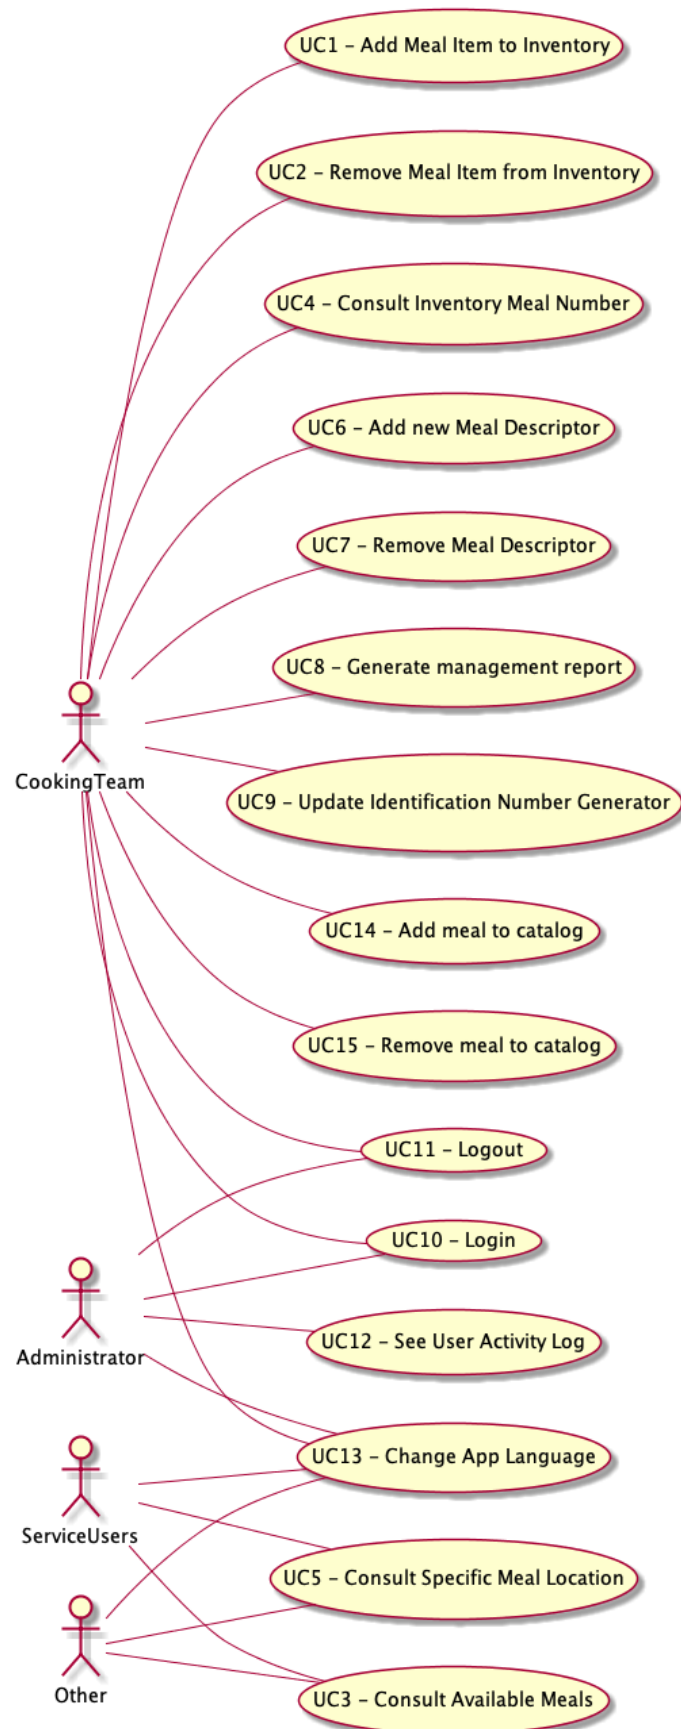 UC1 – Add Meal Item to Inventory
UC2 – Remove Meal Item from Inventory
UC4 – Consult Inventory Meal Number
UC6 – Add new Meal Descriptor
UC7 – Remove Meal Descriptor
UC8 – Generate management report
CookingTeam
UC9 – Update Identification Number Generator
UC14 – Add meal to catalog
UC15 – Remove meal to catalog
UC11 – Logout
UC10 – Login
UC12 – See User Activity Log
Administrator
UC13 – Change App Language
ServiceUsers
UC5 – Consult Specific Meal Location
Other
UC3 – Consult Available Meals